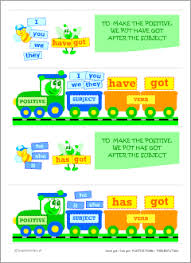 I
you
we
they
have got
TO MAKE THE POSITIVE
WE PUT HAVE GOT
AFTER THE SUBJECT
I you
we they
have got
POSITIVE SUBJECT VERB
he
she
it
has got
TO MAKE THE POSITIVE
WE PUT HAS GOT
AFTER THE SUBJECT
he
she
it
has got
POSITIVE SUBJECT VERB